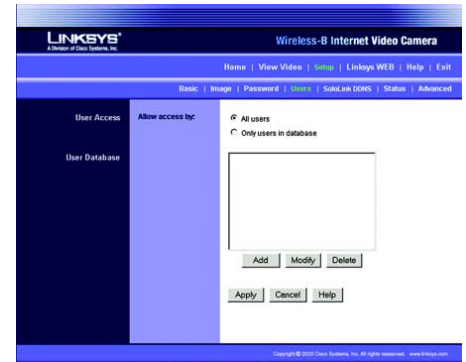 LINKSYS®
A Division of Cisco Systems, Inc.
Wireless-B Internet Video Camera
Home | View Video | Setup | Linksys WEB | Help | Exit
Basic | Image | Password | Users | SoloLink DDNS | Status | Advanced
User Access
Allow access by:
All users
Only users in database
User Database
Add Modify Delete
Apply Cancel Help
Copyright © 2003 Cisco Systems, Inc. All rights reserved. www.linksys.com